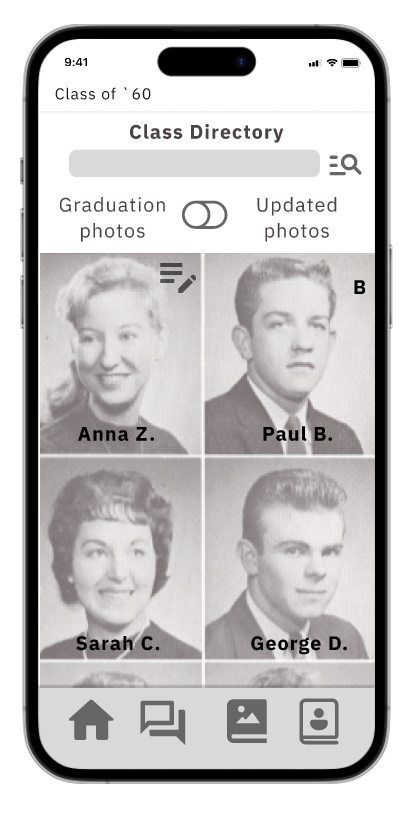 9:41
Class of `60
Class Directory
Graduation photos
Updated photos
B
Anna Z.
Paul B.
Sarah C.
George D.